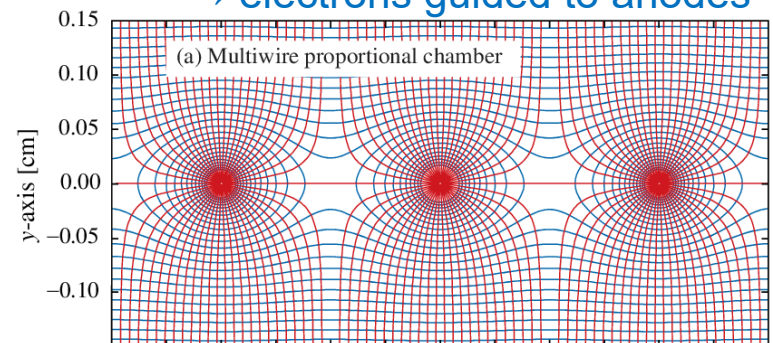 electrons guided to anodes
0.15
(a) Multiwire proportional chamber
0.10
0.05
0.00
−0.05
−0.10
y-axis [cm]